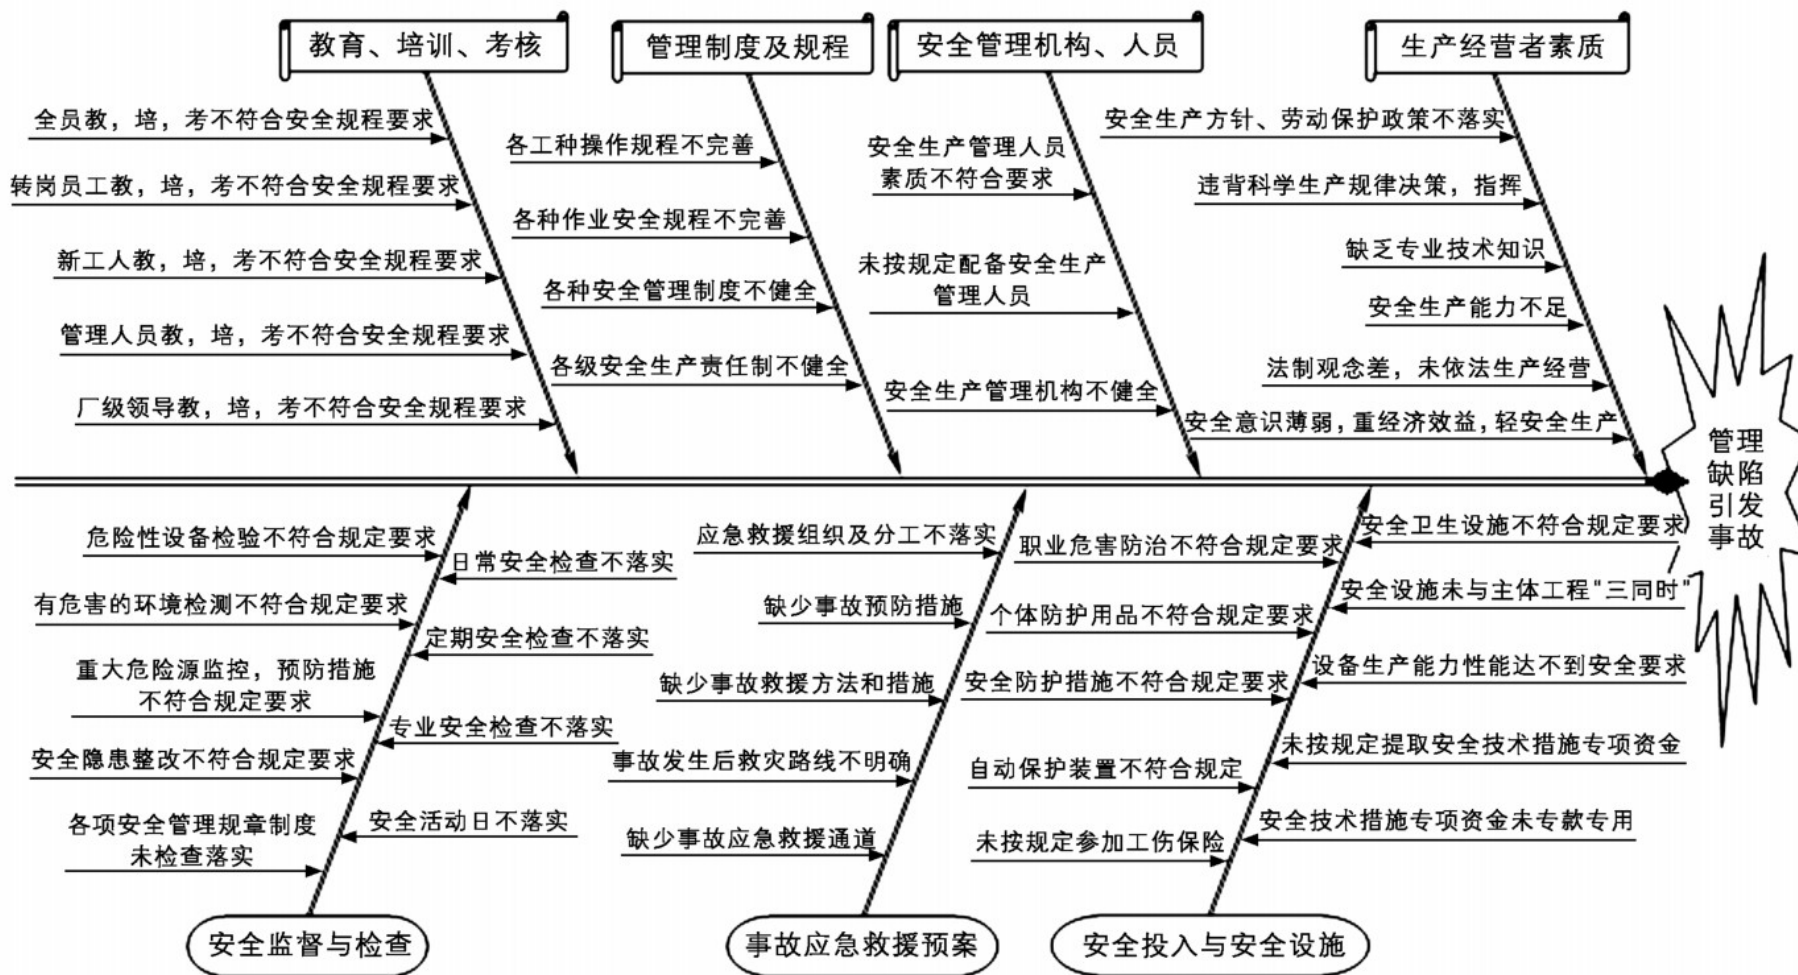 教育、培训、考核
全员教，培，考不符合安全规程要求
转岗员工教，培，考不符合安全规程要求
新工人教，培，考不符合安全规程要求
管理人员教，培，考不符合安全规程要求
厂级领导教，培，考不符合安全规程要求
管理制度及规程
各工种操作规程不完善
各种作业安全规程不完善
各种安全管理制度不健全
各级安全生产责任制不健全
安全管理机构、人员
安全生产管理人员
素质不符合要求
未按规定配备安全生产
管理人员
安全生产管理机构不健全
生产经营者素质
安全生产方针、劳动保护政策不落实
违背科学生产规律决策，指挥
缺乏专业技术知识
安全生产能力不足
法制观念差，未依法生产经营
安全意识薄弱，重经济效益，轻安全生产
管理
缺陷
引发
事故
危险性设备检验不符合规定要求
有危害的环境检测不符合规定要求
重大危险源监控，预防措施
不符合规定要求
安全隐患整改不符合规定要求
各项安全管理规章制度
未检查落实
日常安全检查不落实
定期安全检查不落实
专业安全检查不落实
安全活动日不落实
安全监督与检查
应急救援组织及分工不落实
缺少事故预防措施
缺少事故救援方法和措施
事故发生后救灾路线不明确
缺少事故应急救援通道
事故应急救援预案
职业危害防治不符合规定要求
个体防护用品不符合规定要求
安全防护措施不符合规定要求
自动保护装置不符合规定
未按规定参加工伤保险
安全卫生设施不符合规定要求
安全设施未与主体工程"三同时"
设备生产能力性能达不到安全要求
未按规定提取安全技术措施专项资金
安全技术措施专项资金未专款专用
安全投入与安全设施